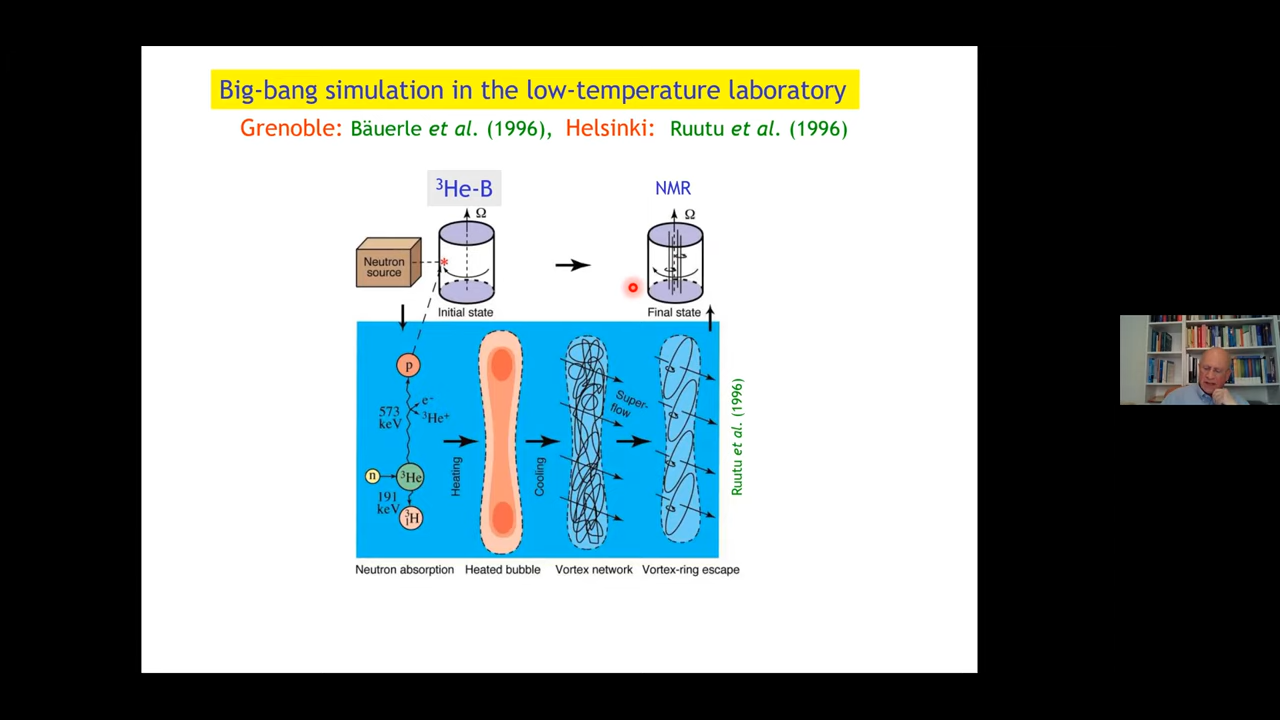 Big-bang simulation in the low-temperature laboratory
Grenoble: Bäuerle et al. (1996), Helsinki: Ruutu et al. (1996)
³He-B
NMR
Ω
Ω
Neutron source
*
Initial state
Final state
p
573 keV
e⁻
³He⁺
n
³He
191 keV
³₁H
Heating
Cooling
Super-flow
Ruutu et al. (1996)
Neutron absorption
Heated bubble
Vortex network
Vortex-ring escape